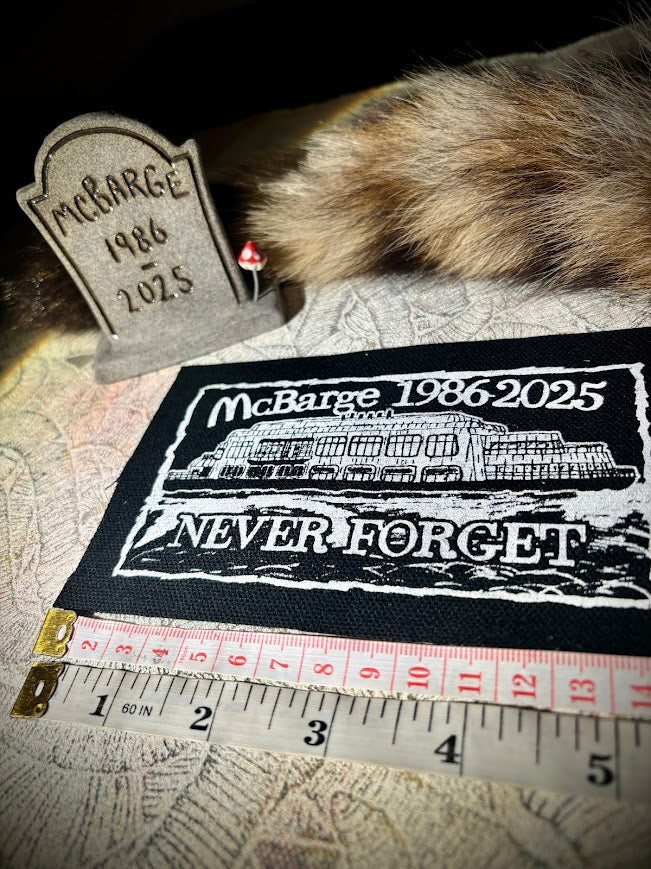 McBARGE
1986
-
2025
McBarge 1986-2025
NEVER FORGET
2 3 4 5 6 7 8 9 10 11 12 13 14
1 60 IN 2 3 4 5